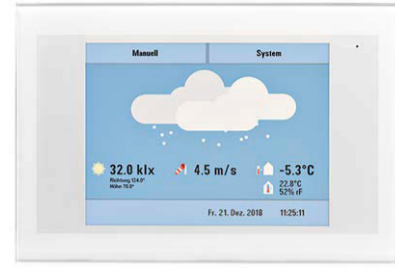 Manuell System
32.0 klx 4.5 m/s -5.3°C
Richtung 124.0°
Höhe 70.0°
22.8°C
52% rF
Fr. 21. Dez. 2018 11:25:11